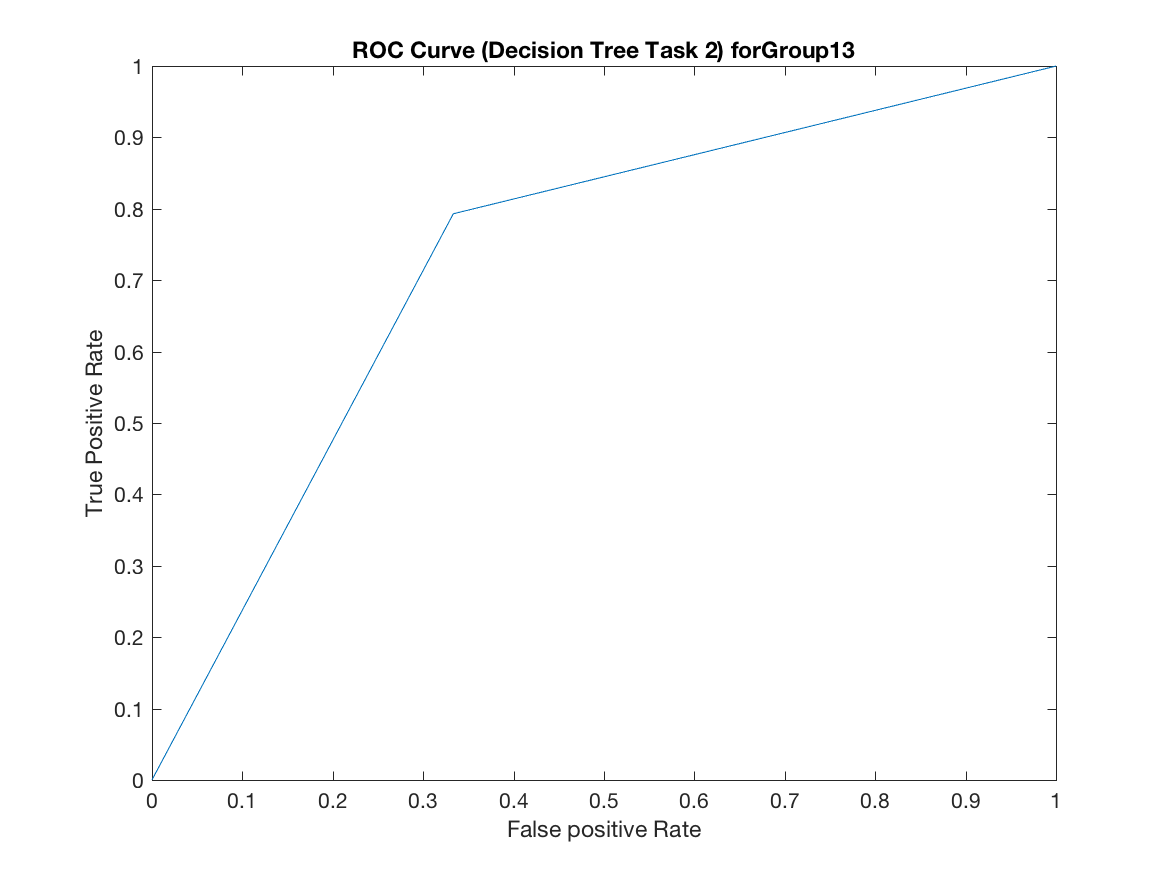 ROC Curve (Decision Tree Task 2) forGroup13
1
0.9
0.8
0.7
0.6
0.5
0.4
0.3
0.2
0.1
0
True Positive Rate
0 0.1 0.2 0.3 0.4 0.5 0.6 0.7 0.8 0.9 1
False positive Rate